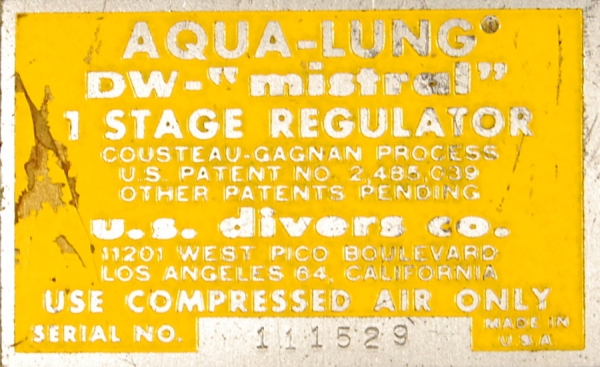 AQUA-LUNG®
DW-"mistral"
1 STAGE REGULATOR
COUSTEAU-GAGNAN PROCESS
U.S. PATENT NO. 2,485,039
OTHER PATENTS PENDING
u.s. divers co.
11201 WEST PICO BOULEVARD
LOS ANGELES 64, CALIFORNIA
USE COMPRESSED AIR ONLY
SERIAL NO. 111529
MADE IN
U.S.A